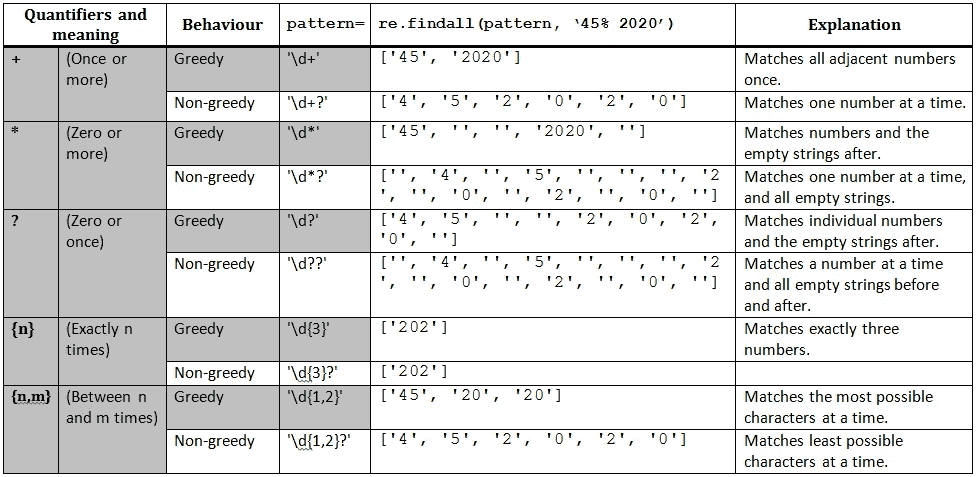 Quantifiers and meaning Behaviour pattern= re.findall(pattern, ‘45% 2020’) Explanation
+ (Once or more) Greedy '\d+' ['45', '2020'] Matches all adjacent numbers once.
Non-greedy '\d+?' ['4', '5', '2', '0', '2', '0'] Matches one number at a time.
* (Zero or more) Greedy '\d*' ['45', '', '', '2020', ''] Matches numbers and the empty strings after.
Non-greedy '\d*?' ['', '4', '', '5', '', '', '', '2', '', '0', '', '2', '', '0', ''] Matches one number at a time, and all empty strings.
? (Zero or once) Greedy '\d?' ['4', '5', '', '', '2', '0', '2', '0', ''] Matches individual numbers and the empty strings after.
Non-greedy '\d??' ['', '4', '', '5', '', '', '', '2', '', '0', '', '2', '', '0', ''] Matches a number at a time and all empty strings before and after.
{n} (Exactly n times) Greedy '\d{3}' ['202'] Matches exactly three numbers.
Non-greedy '\d{3}?' ['202']
{n,m} (Between n and m times) Greedy '\d{1,2}' ['45', '20', '20'] Matches the most possible characters at a time.
Non-greedy '\d{1,2}?' ['4', '5', '2', '0', '2', '0'] Matches least possible characters at a time.